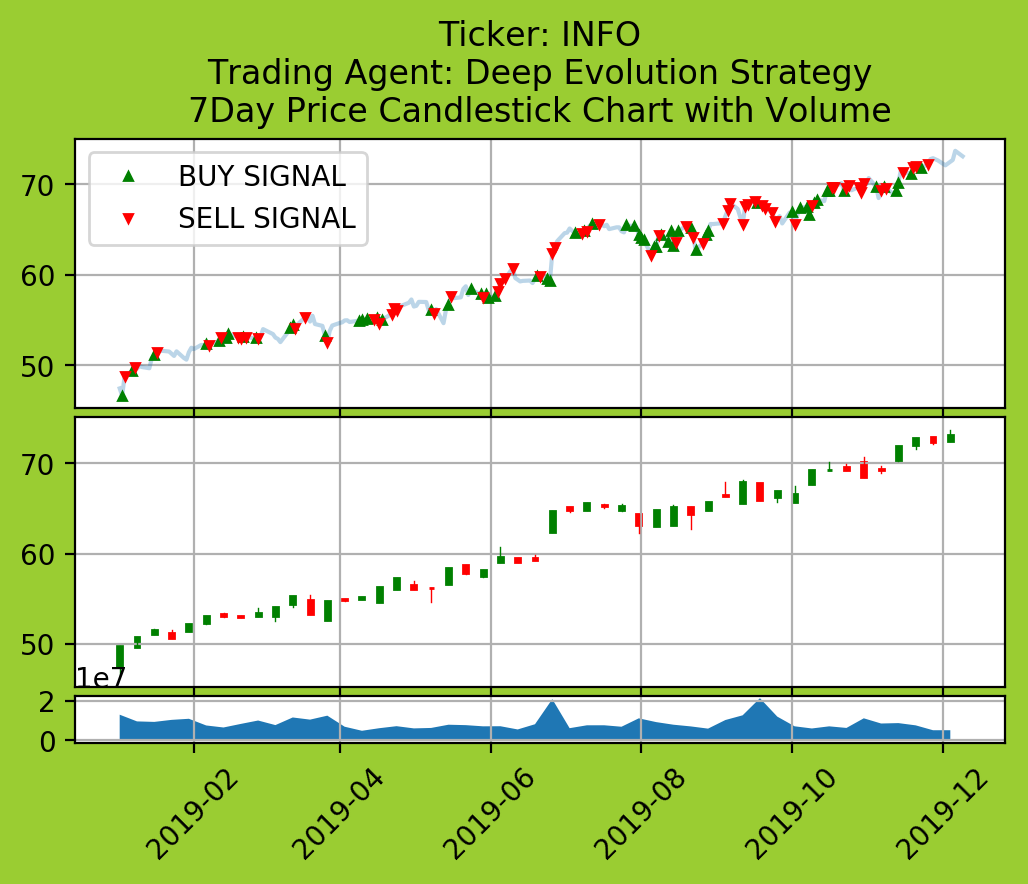 Ticker: INFO
Trading Agent: Deep Evolution Strategy
7Day Price Candlestick Chart with Volume
BUY SIGNAL
SELL SIGNAL
70
60
50
70
60
50
1e7
2
0
2019-02
2019-04
2019-06
2019-08
2019-10
2019-12